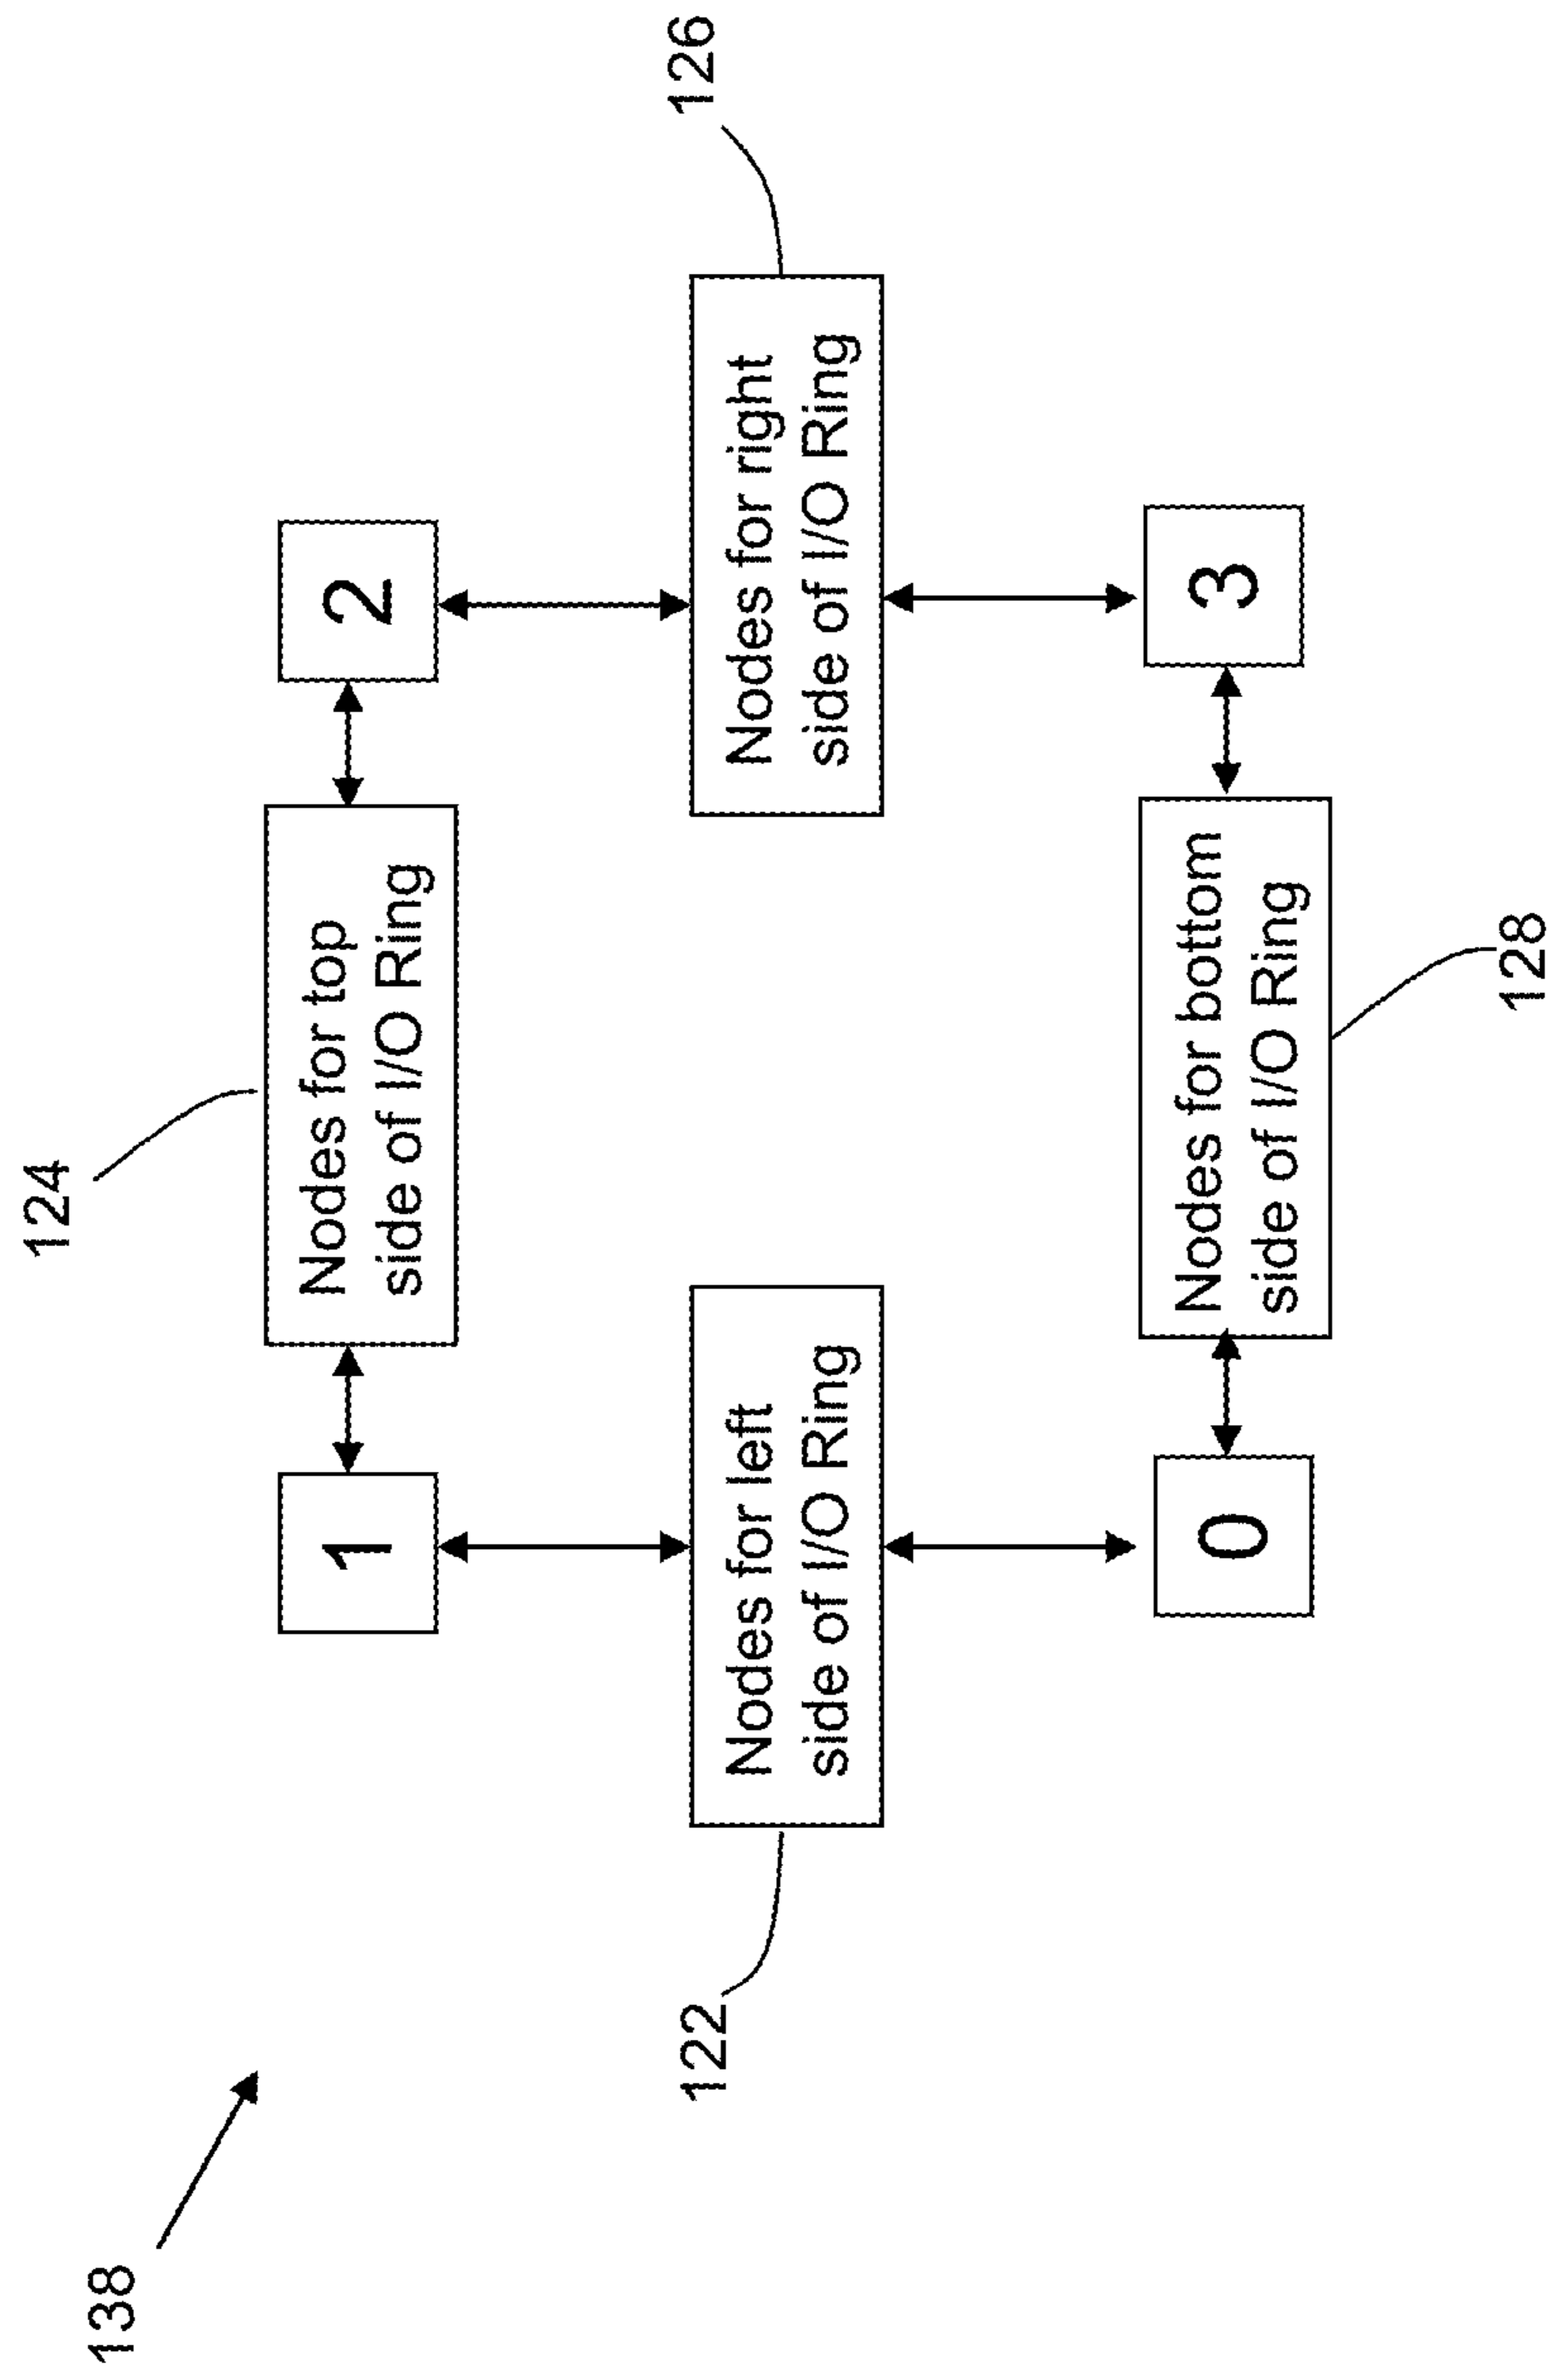 138
124
126
1
Nodes for top
side of I/O Ring
2
122
Nodes for left
side of I/O Ring
Nodes for right
side of I/O Ring
0
Nodes for bottom
side of I/O Ring
3
128